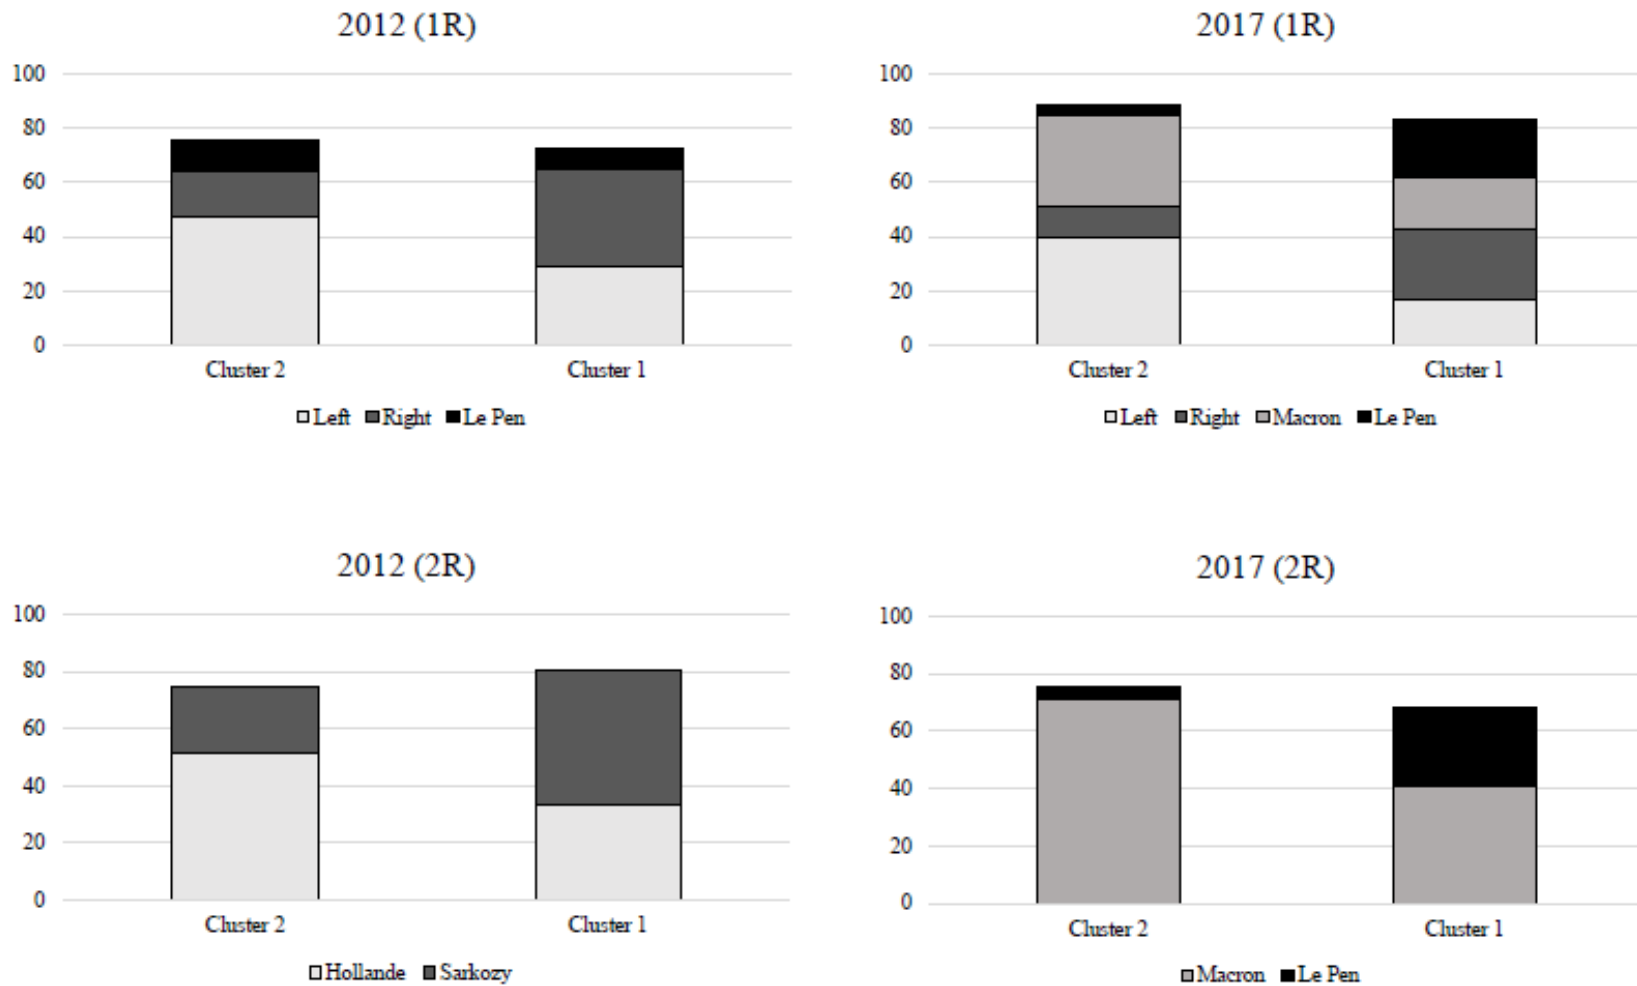 2012 (1R)
100
80
60
40
20
0
Cluster 2 Cluster 1
Left Right Le Pen
2017 (1R)
100
80
60
40
20
0
Cluster 2 Cluster 1
Left Right Macron Le Pen
2012 (2R)
100
80
60
40
20
0
Cluster 2 Cluster 1
Hollande Sarkozy
2017 (2R)
100
80
60
40
20
0
Cluster 2 Cluster 1
Macron Le Pen